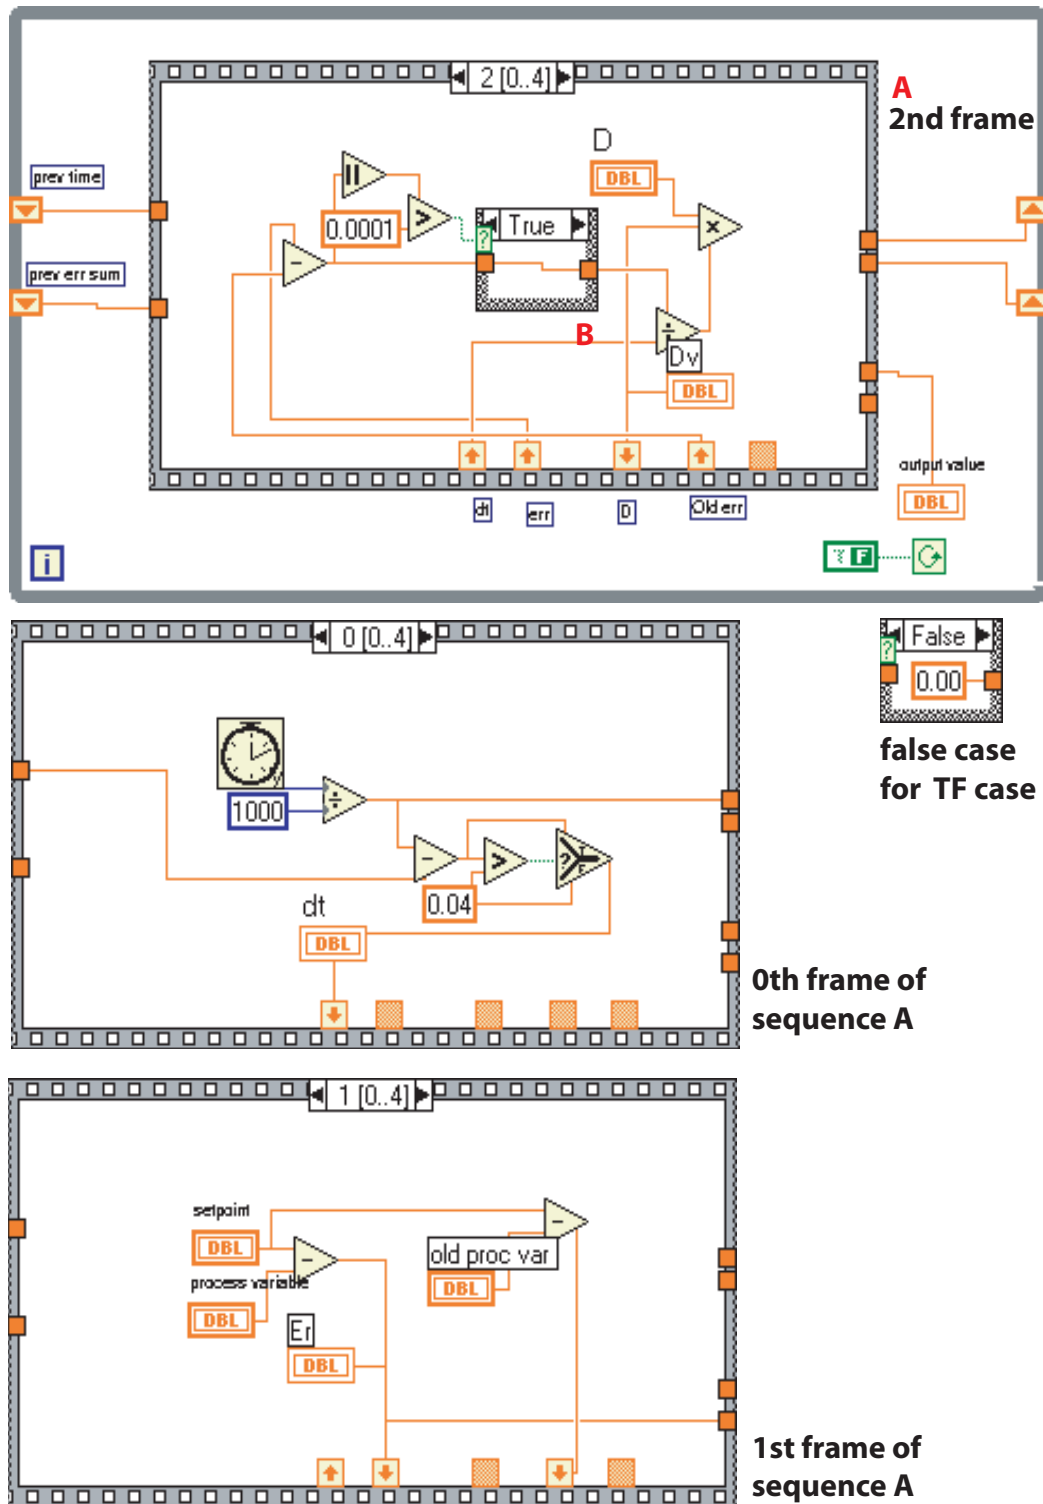 2 [0..4]
A
2nd frame
prev time
prev err sum
D
DBL
0.0001
>
True
?
x
-
B
÷
Dv
DBL
output value
DBL
dt
err
D
Old err
i
F
0 [0..4]
False
?
0.00
false case
for TF case
1000
÷
-
>
?
T
F
0.04
dt
DBL
0th frame of
sequence A
1 [0..4]
setpoint
DBL
-
-
old proc var
DBL
process variable
DBL
Er
DBL
1st frame of
sequence A